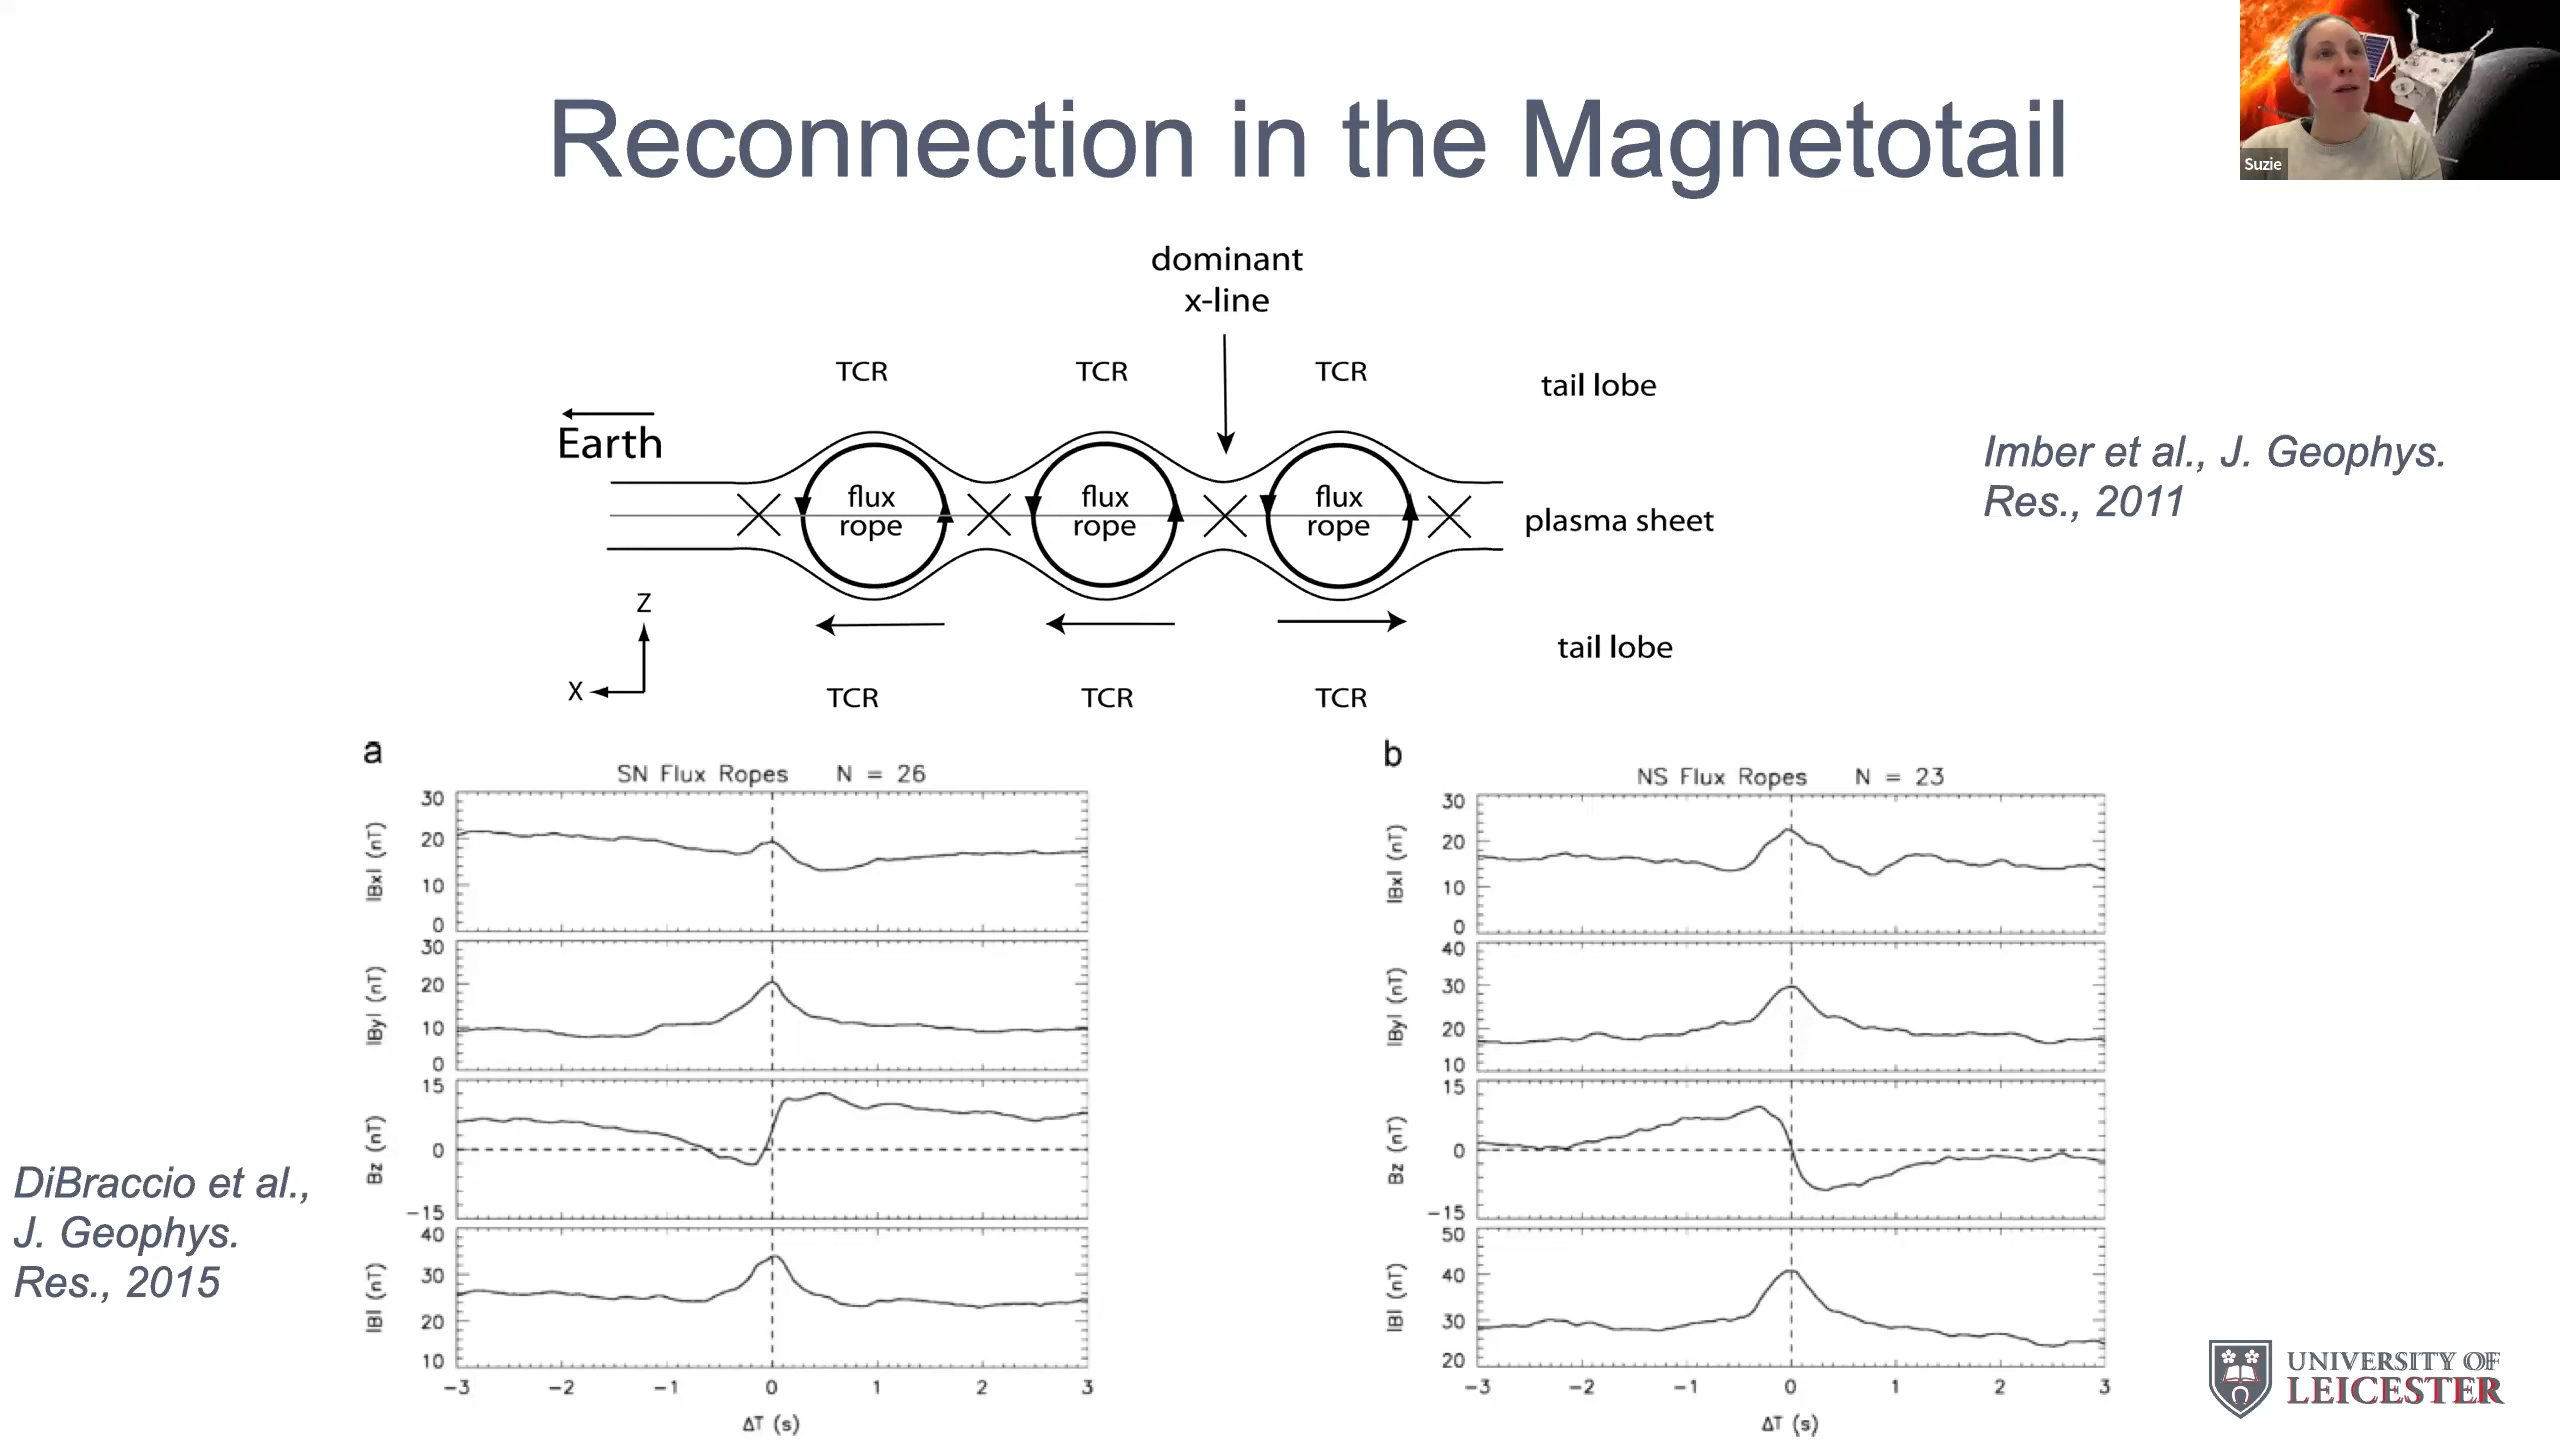 Reconnection in the Magnetotail
Suzie
dominant
x-line
TCR
TCR
TCR
tail lobe
Earth
flux
rope
flux
rope
flux
rope
plasma sheet
Z
X
tail lobe
TCR
TCR
TCR
Imber et al., J. Geophys.
Res., 2011
DiBraccio et al.,
J. Geophys.
Res., 2015
a
SN Flux Ropes N = 26
|Bx| (nT)
30
20
10
0
|By| (nT)
30
20
10
0
Bz (nT)
15
0
-15
|B| (nT)
40
30
20
10
-3 -2 -1 0 1 2 3
ΔT (s)
b
NS Flux Ropes N = 23
|Bx| (nT)
30
20
10
0
|By| (nT)
40
30
20
10
Bz (nT)
15
0
-15
|B| (nT)
50
40
30
20
-3 -2 -1 0 1 2 3
ΔT (s)
UNIVERSITY OF
LEICESTER